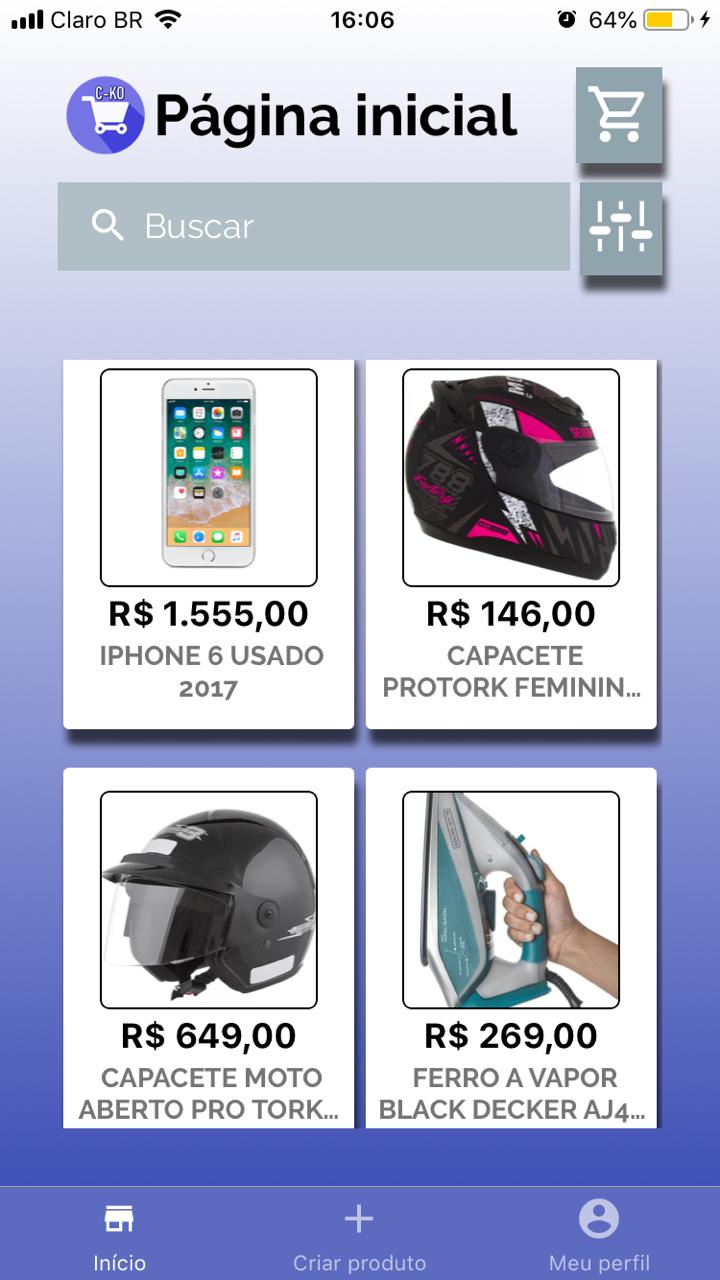 Claro BR
16:06
64%
C-KO
Página inicial
Buscar
788
Factory
R$ 1.555,00
R$ 146,00
IPHONE 6 USADO
2017
CAPACETE
PROTORK FEMININ...
R$ 649,00
R$ 269,00
CAPACETE MOTO
ABERTO PRO TORK...
FERRO A VAPOR
BLACK DECKER AJ4...
Início
Criar produto
Meu perfil